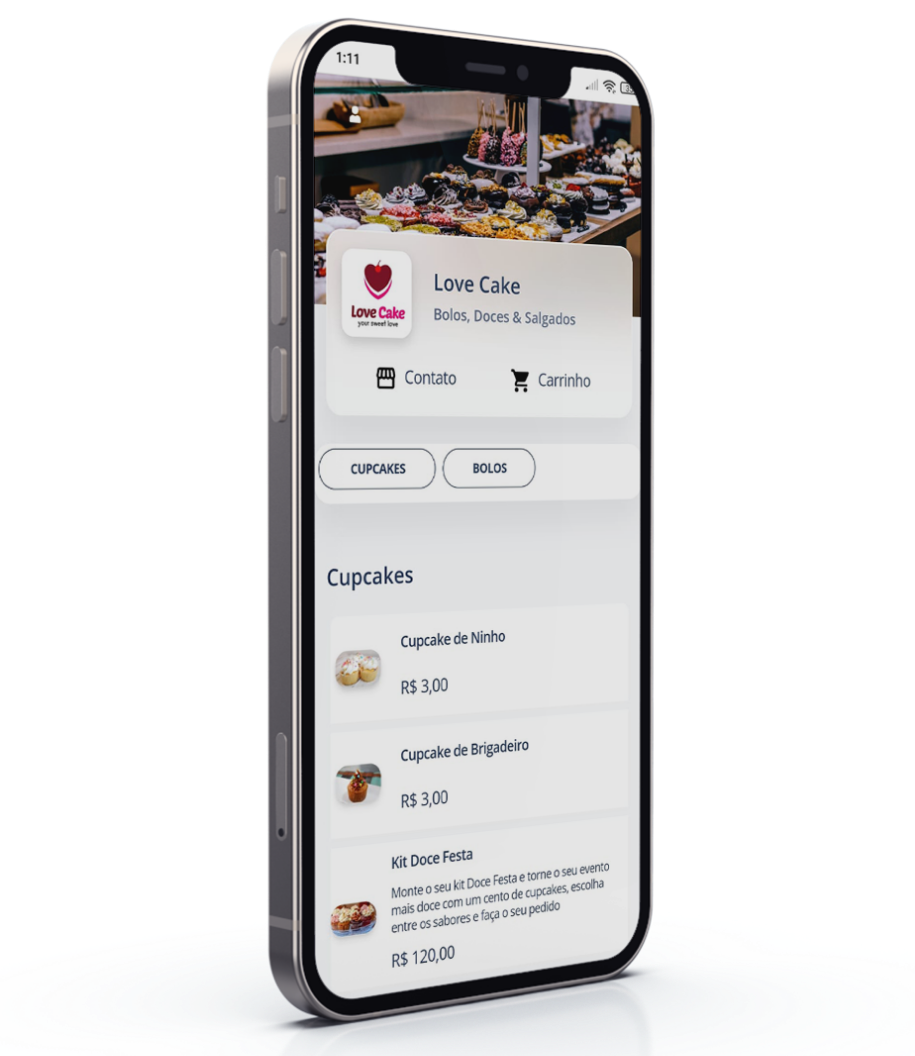 1:11
Love Cake
your sweet love
Love Cake
Bolos, Doces & Salgados
Contato
Carrinho
CUPCAKES
BOLOS
Cupcakes
Cupcake de Ninho
R$ 3,00
Cupcake de Brigadeiro
R$ 3,00
Kit Doce Festa
Monte o seu kit Doce Festa e torne o seu evento
mais doce com um cento de cupcakes, escolha
entre os sabores e faça o seu pedido
R$ 120,00